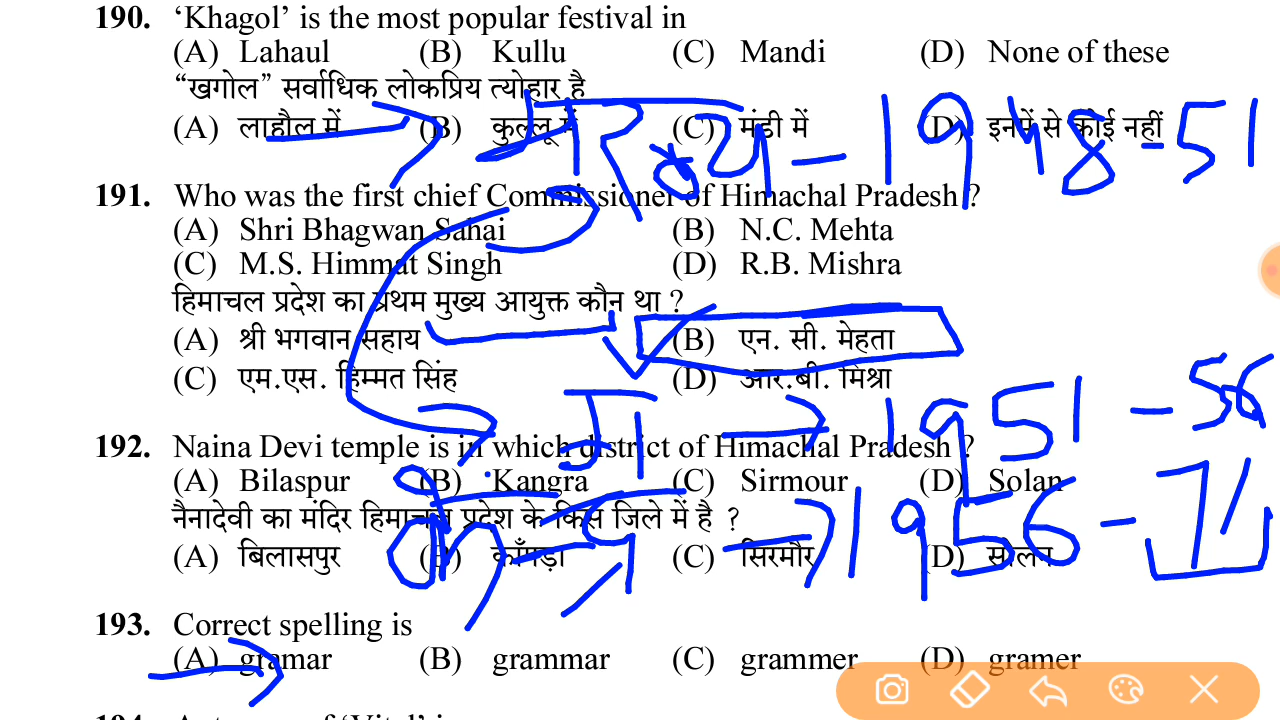 190. ‘Khagol’ is the most popular festival in
(A) Lahaul (B) Kullu (C) Mandi (D) None of these
“खगोल” सर्वाधिक लोकप्रिय त्योहार है
(A) लाहौल में (B) कुल्लू में (C) मंडी में (D) इनमें से कोई नहीं
1948-51
191. Who was the first chief Commissioner of Himachal Pradesh ?
(A) Shri Bhagwan Sahai (B) N.C. Mehta
(C) M.S. Himmat Singh (D) R.B. Mishra
हिमाचल प्रदेश का प्रथम मुख्य आयुक्त कौन था ?
(A) श्री भगवान सहाय (B) एन. सी. मेहता
(C) एम.एस. हिम्मत सिंह (D) आर.बी. मिश्रा
1951-56
192. Naina Devi temple is in which district of Himachal Pradesh ?
(A) Bilaspur (B) Kangra (C) Sirmour (D) Solan
नैनादेवी का मंदिर हिमाचल प्रदेश के किस जिले में है ?
(A) बिलासपुर (B) काँगड़ा (C) सिरमौर (D) सोलन
1956-71
193. Correct spelling is
(A) gramar (B) grammar (C) grammer (D) gramer